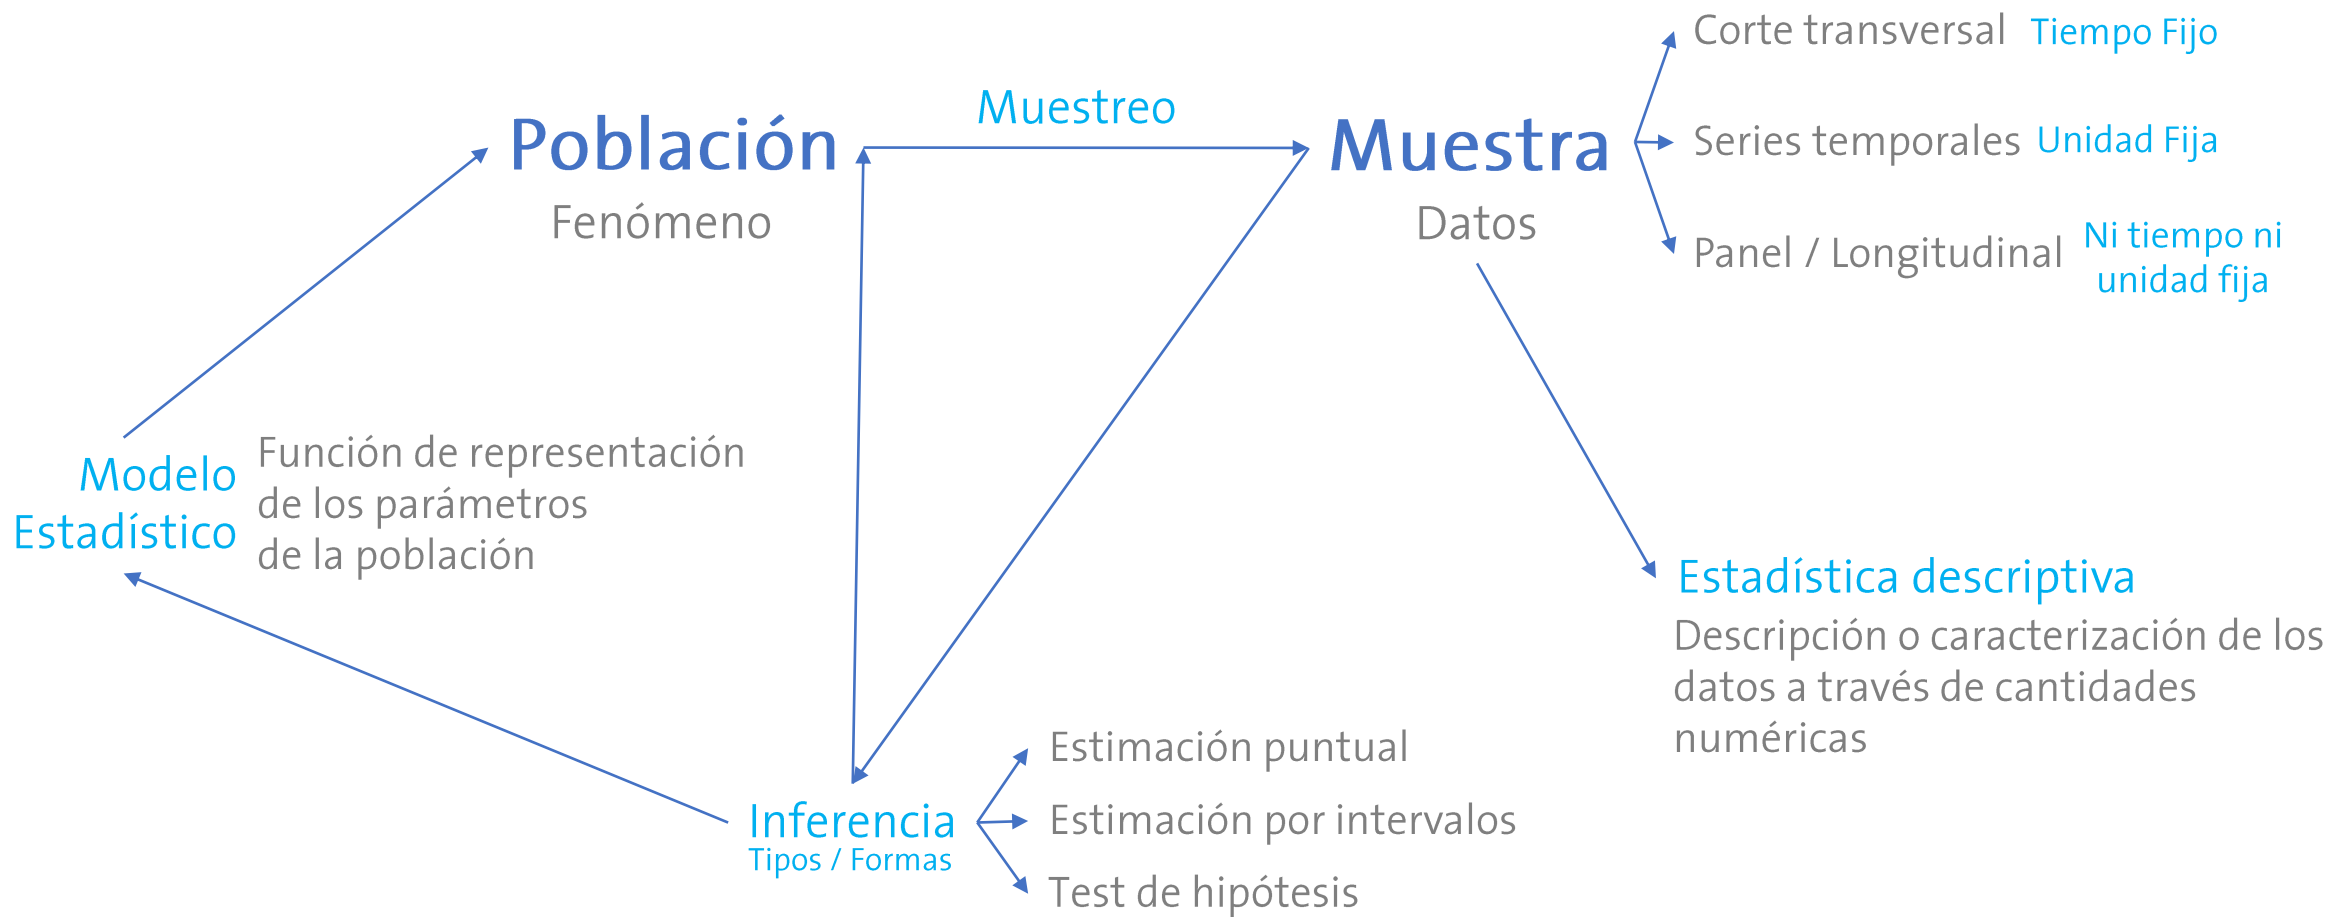 Corte transversal Tiempo Fijo
Muestreo
Población
Muestra
Series temporales Unidad Fija
Fenómeno
Datos
Panel / Longitudinal
Ni tiempo ni
unidad fija
Modelo
Estadístico
Función de representación
de los parámetros
de la población
Estadística descriptiva
Descripción o caracterización de los
datos a través de cantidades
numéricas
Inferencia
Tipos / Formas
Estimación puntual
Estimación por intervalos
Test de hipótesis